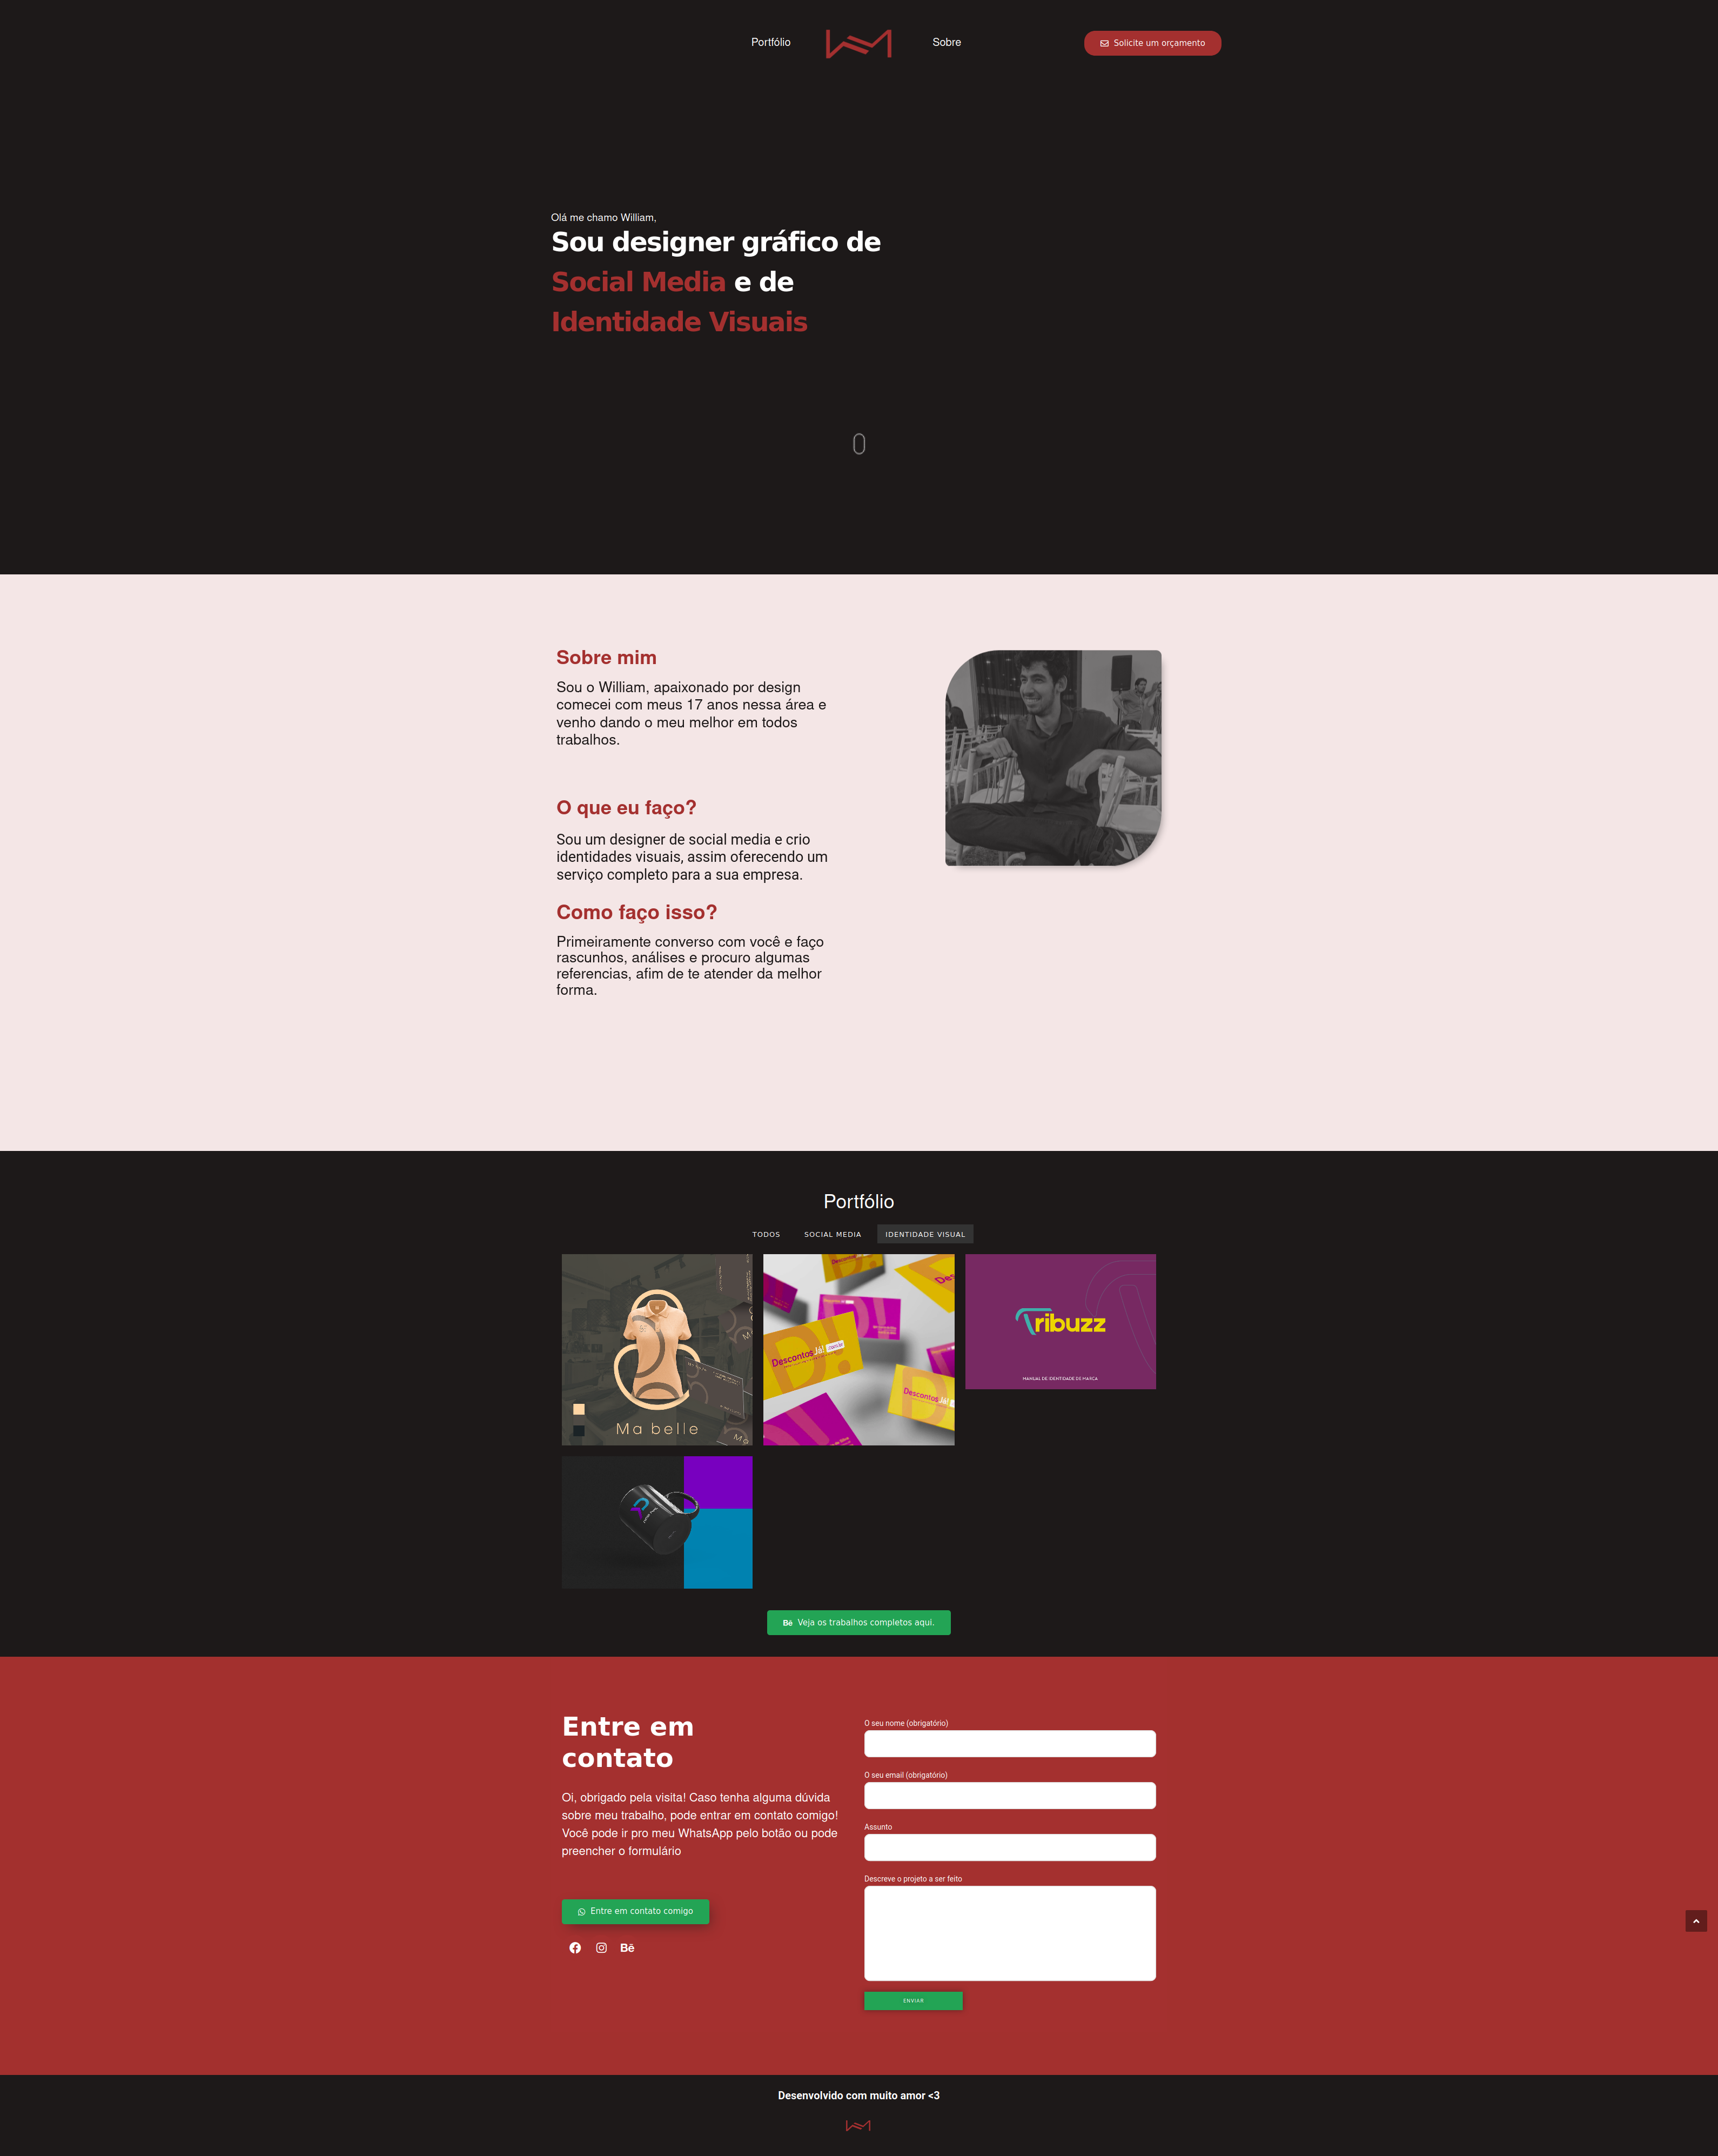 Portfólio
Sobre
Solicite um orçamento
Olá me chamo William,
Sou designer gráfico de
Social Media e de
Identidade Visuais
Sobre mim
Sou o William, apaixonado por design
comecei com meus 17 anos nessa área e
venho dando o meu melhor em todos
trabalhos.
O que eu faço?
Sou um designer de social media e crio
identidades visuais, assim oferecendo um
serviço completo para a sua empresa.
Como faço isso?
Primeiramente converso com você e faço
rascunhos, análises e procuro algumas
referencias, afim de te atender da melhor
forma.
Portfólio
TODOS
SOCIAL MEDIA
IDENTIDADE VISUAL
Ma belle
Descontos Já!
Descontos Já!
Tribuzz
MANUAL DE IDENTIDADE DE MARCA
Bē Veja os trabalhos completos aqui.
Entre em
contato
Oi, obrigado pela visita! Caso tenha alguma dúvida
sobre meu trabalho, pode entrar em contato comigo!
Você pode ir pro meu WhatsApp pelo botão ou pode
preencher o formulário
Entre em contato comigo
Bē
O seu nome (obrigatório)
O seu email (obrigatório)
Assunto
Descreve o projeto a ser feito
ENVIAR
Desenvolvido com muito amor <3